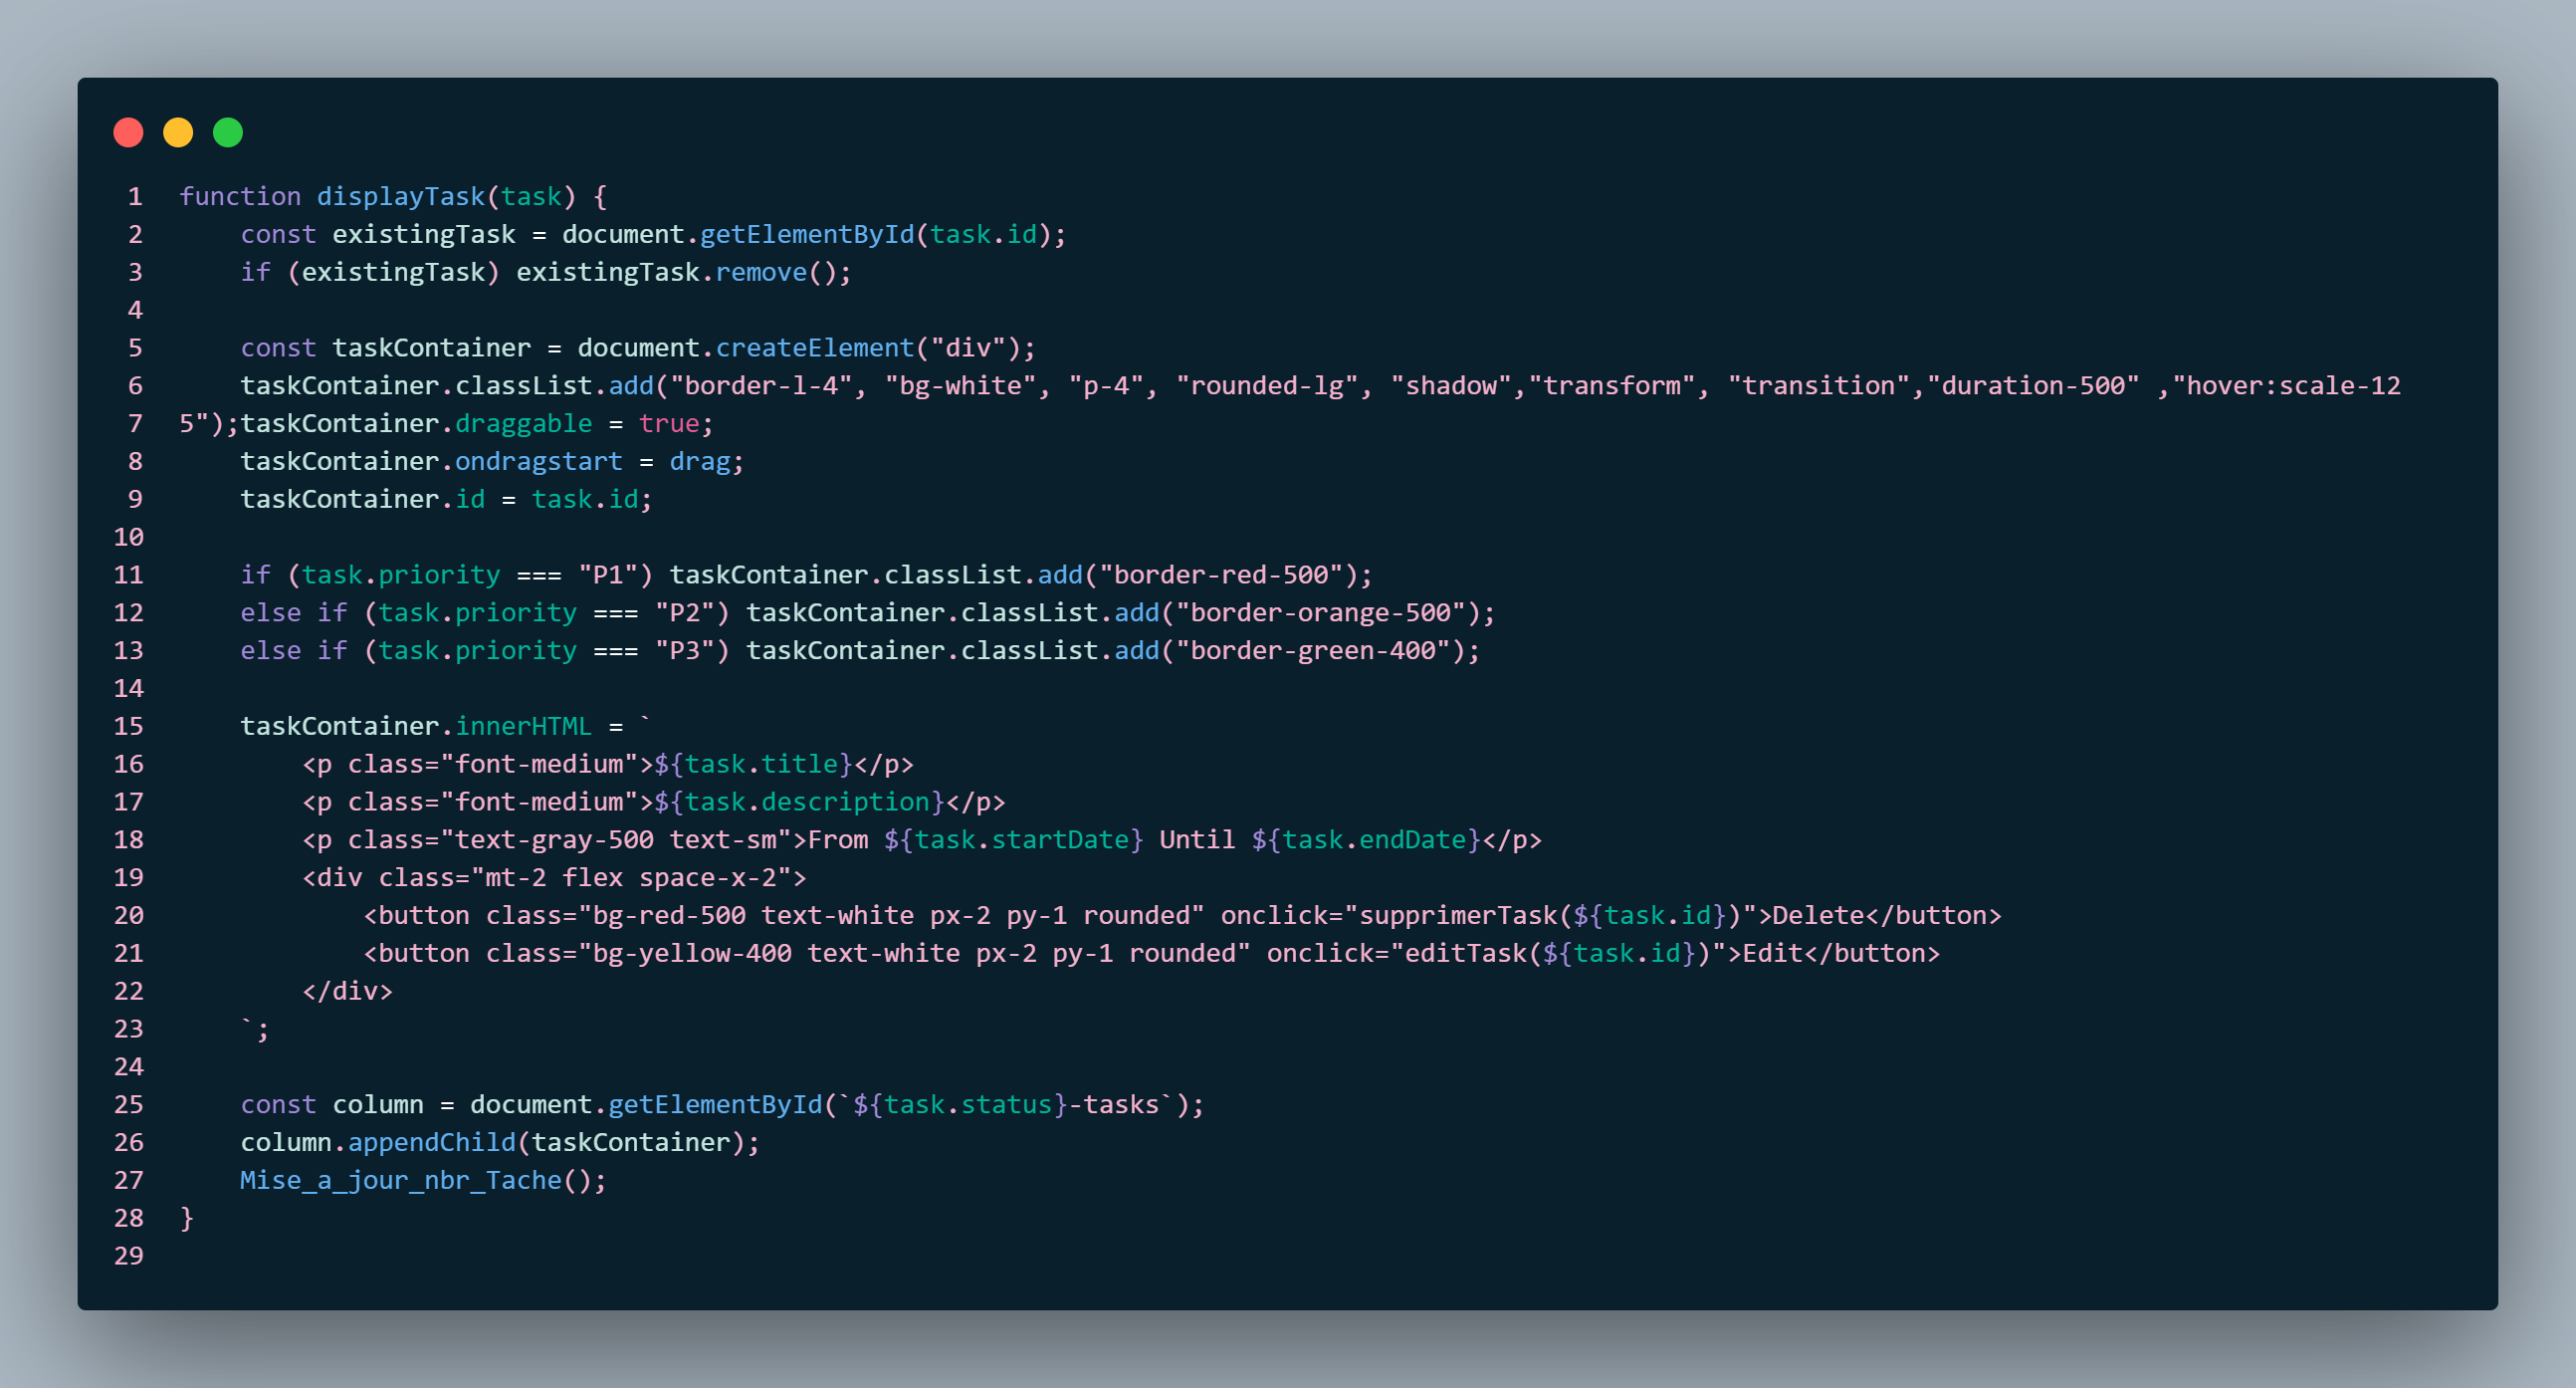 1 function displayTask(task) {
2     const existingTask = document.getElementById(task.id);
3     if (existingTask) existingTask.remove();
4
5     const taskContainer = document.createElement("div");
6     taskContainer.classList.add("border-l-4", "bg-white", "p-4", "rounded-lg", "shadow","transform", "transition","duration-500" ,"hover:scale-12
7 5");taskContainer.draggable = true;
8     taskContainer.ondragstart = drag;
9     taskContainer.id = task.id;
10
11     if (task.priority === "P1") taskContainer.classList.add("border-red-500");
12     else if (task.priority === "P2") taskContainer.classList.add("border-orange-500");
13     else if (task.priority === "P3") taskContainer.classList.add("border-green-400");
14
15     taskContainer.innerHTML = `
16         <p class="font-medium">${task.title}</p>
17         <p class="font-medium">${task.description}</p>
18         <p class="text-gray-500 text-sm">From ${task.startDate} Until ${task.endDate}</p>
19         <div class="mt-2 flex space-x-2">
20             <button class="bg-red-500 text-white px-2 py-1 rounded" onclick="supprimerTask(${task.id})">Delete</button>
21             <button class="bg-yellow-400 text-white px-2 py-1 rounded" onclick="editTask(${task.id})">Edit</button>
22         </div>
23     `;
24
25     const column = document.getElementById(`${task.status}-tasks`);
26     column.appendChild(taskContainer);
27     Mise_a_jour_nbr_Tache();
28 }
29